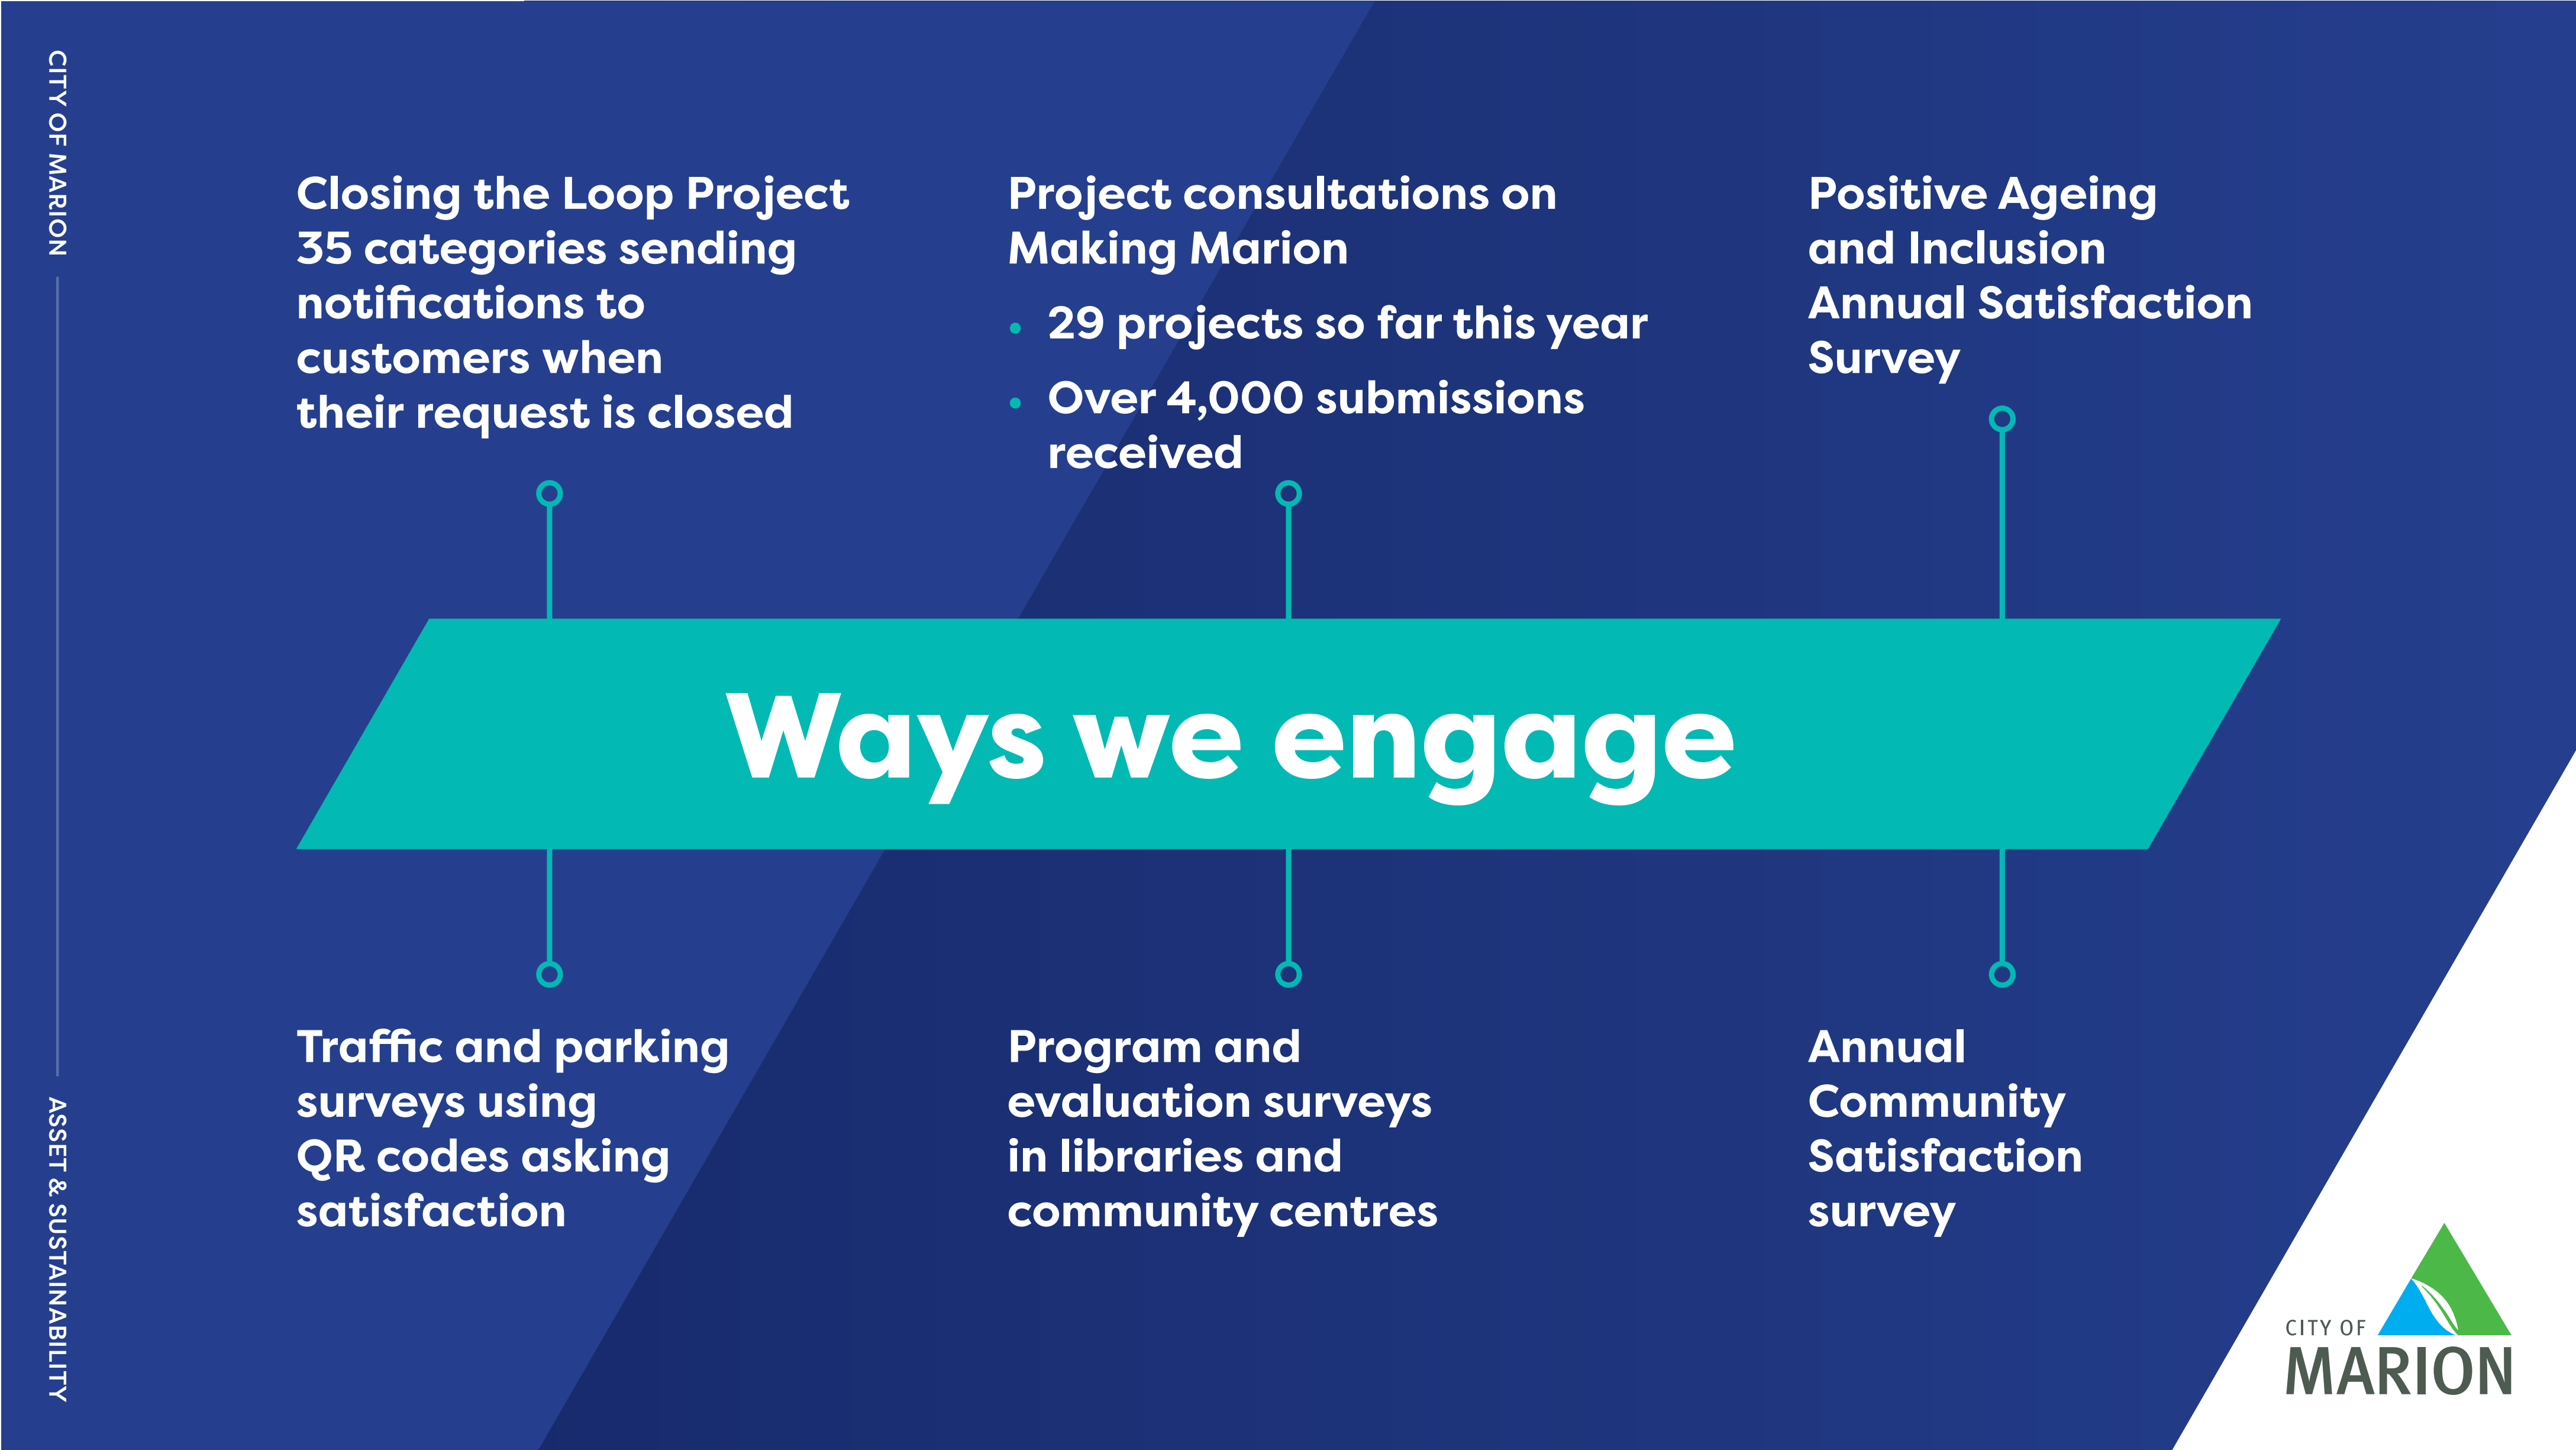 CITY OF MARION
ASSET & SUSTAINABILITY
Closing the Loop Project
35 categories sending
notifications to
customers when
their request is closed
Project consultations on
Making Marion
• 29 projects so far this year
• Over 4,000 submissions
received
Positive Ageing
and Inclusion
Annual Satisfaction
Survey
Ways we engage
Traffic and parking
surveys using
QR codes asking
satisfaction
Program and
evaluation surveys
in libraries and
community centres
Annual
Community
Satisfaction
survey
CITY OF
MARION